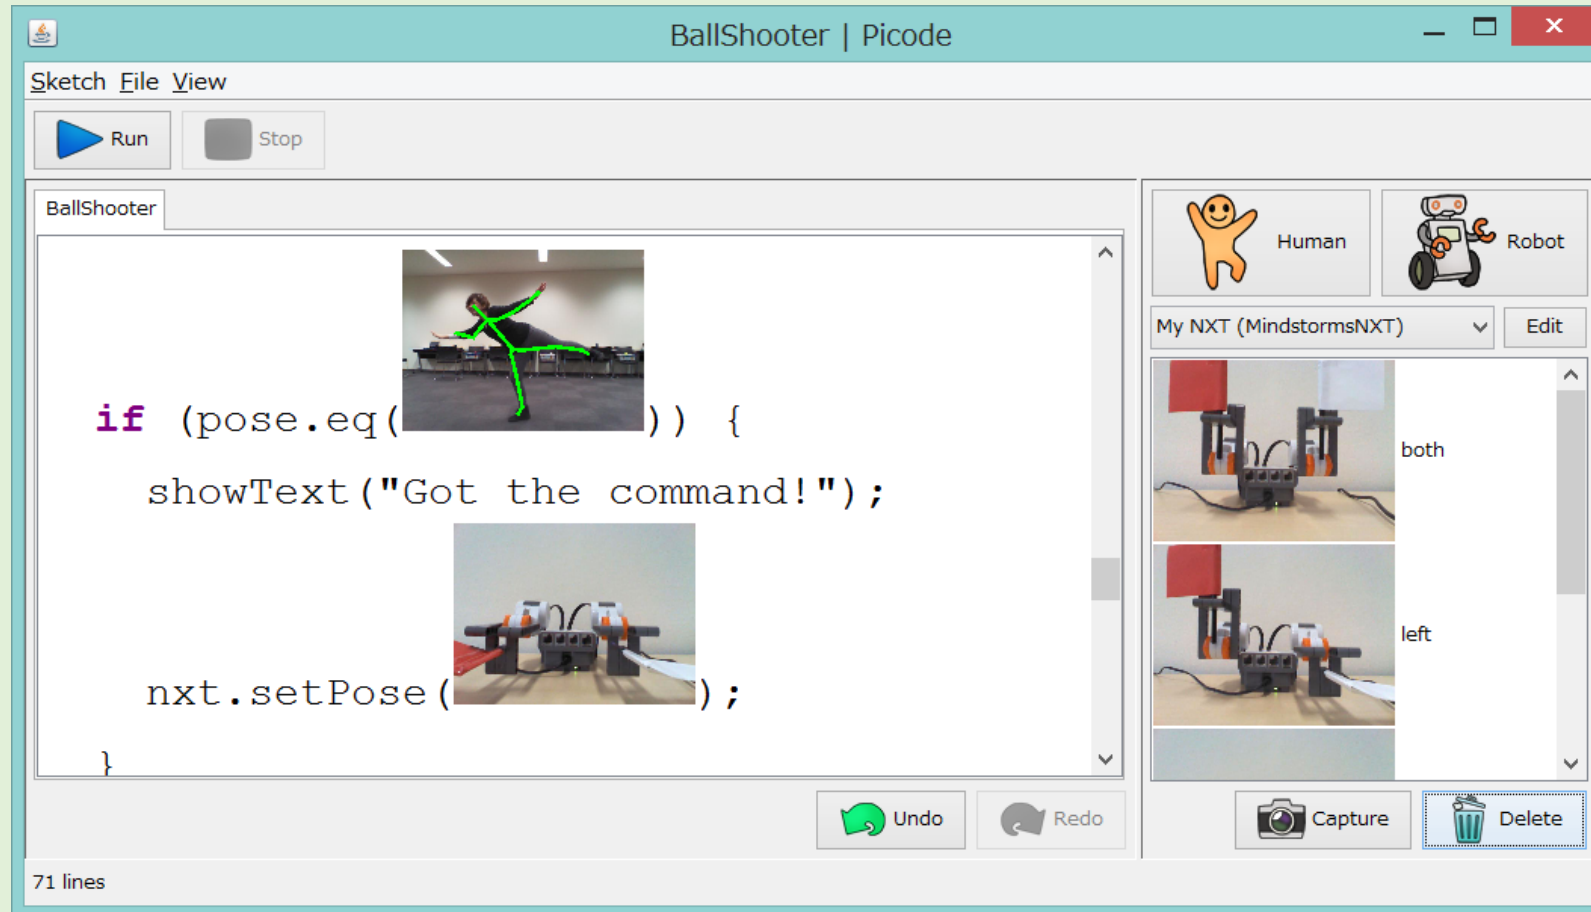 BallShooter | Picode
Sketch File View
Run Stop
BallShooter
if (pose.eq( )) {
showText("Got the command!");
nxt.setPose( );
}
Undo Redo
71 lines
Human Robot
My NXT (MindstormsNXT) Edit
both
left
Capture Delete